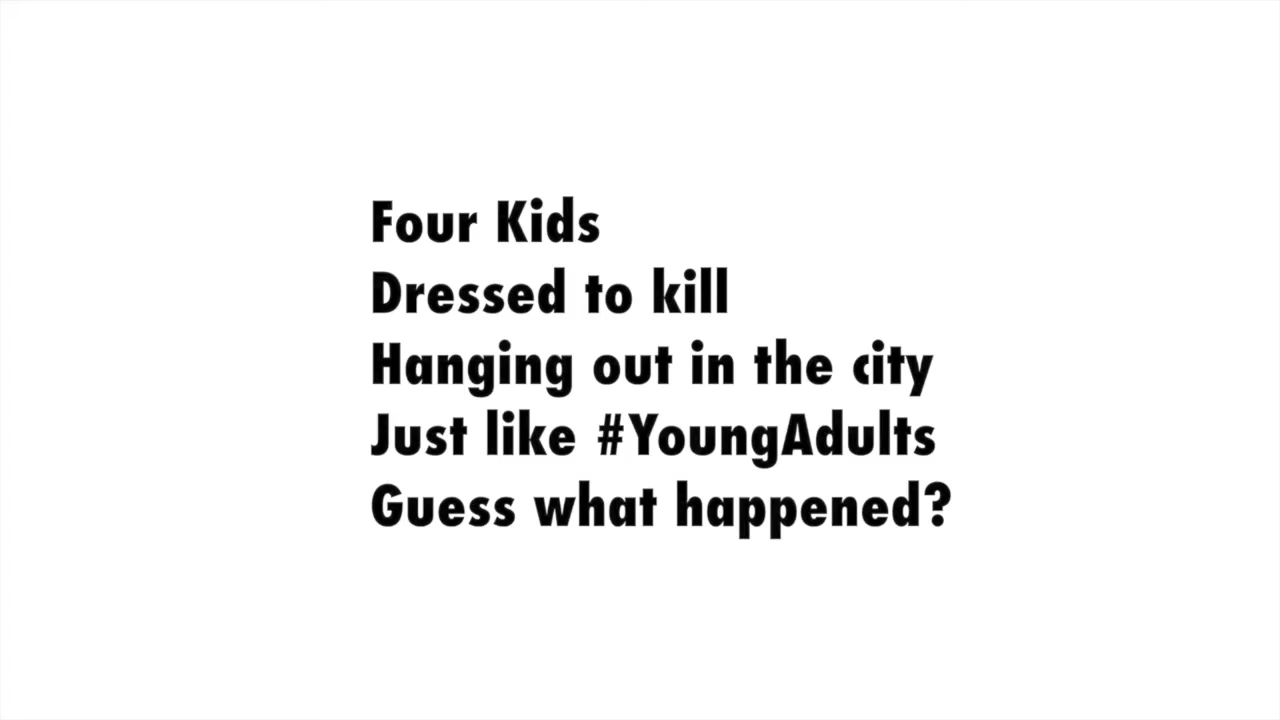 Four Kids
Dressed to kill
Hanging out in the city
Just like #YoungAdults
Guess what happened?